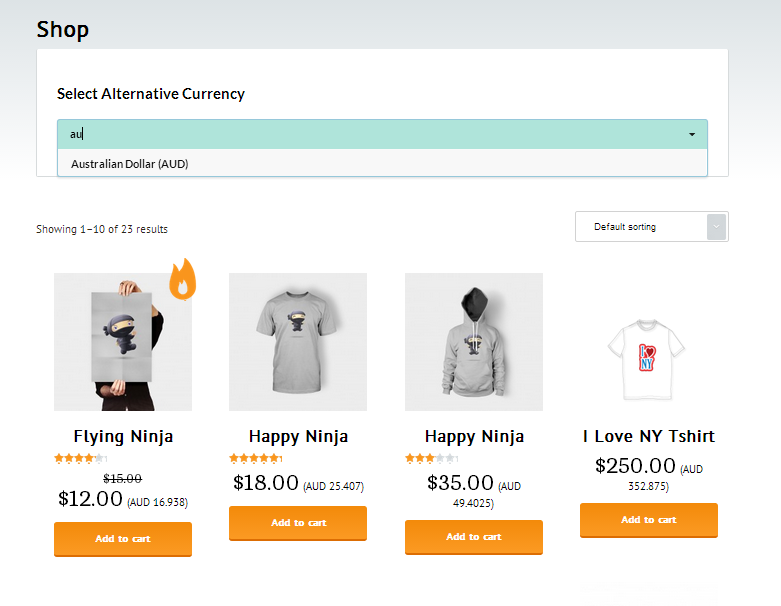 Shop
Select Alternative Currency
au
Australian Dollar (AUD)
Showing 1–10 of 23 results
Default sorting
I
NY
Flying Ninja
Happy Ninja
Happy Ninja
I Love NY Tshirt
$15.00
$12.00 (AUD 16.938)
$18.00 (AUD 25.407)
$35.00 (AUD
49.4025)
$250.00 (AUD
352.875)
Add to cart
Add to cart
Add to cart
Add to cart